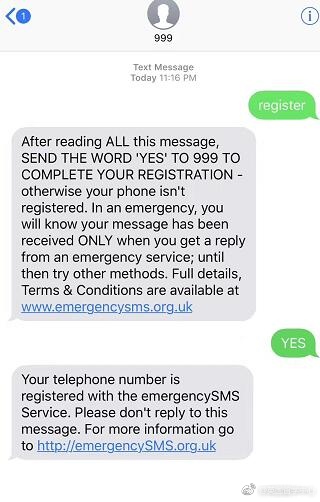 1
999
Text Message
Today 11:16 PM
register
After reading ALL this message,
SEND THE WORD 'YES' TO 999 TO
COMPLETE YOUR REGISTRATION -
otherwise your phone isn't
registered. In an emergency, you
will know your message has been
received ONLY when you get a reply
from an emergency service; until
then try other methods. Full details,
Terms & Conditions are available at
www.emergencysms.org.uk
YES
Your telephone number is
registered with the emergencySMS
Service. Please don't reply to this
message. For more information go
to http://emergencySMS.org.uk